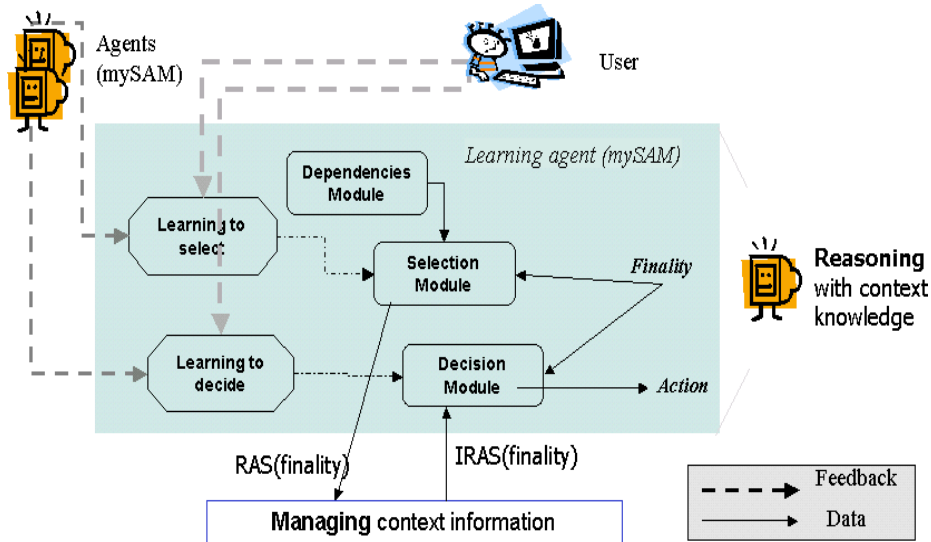 Agents
(mySAM)
User
Learning agent (mySAM)
Dependencies
Module
Learning to
select
Selection
Module
Finality
Reasoning
with context
knowledge
Learning to
decide
Decision
Module
Action
RAS(finality)
IRAS(finality)
Managing context information
Feedback
Data